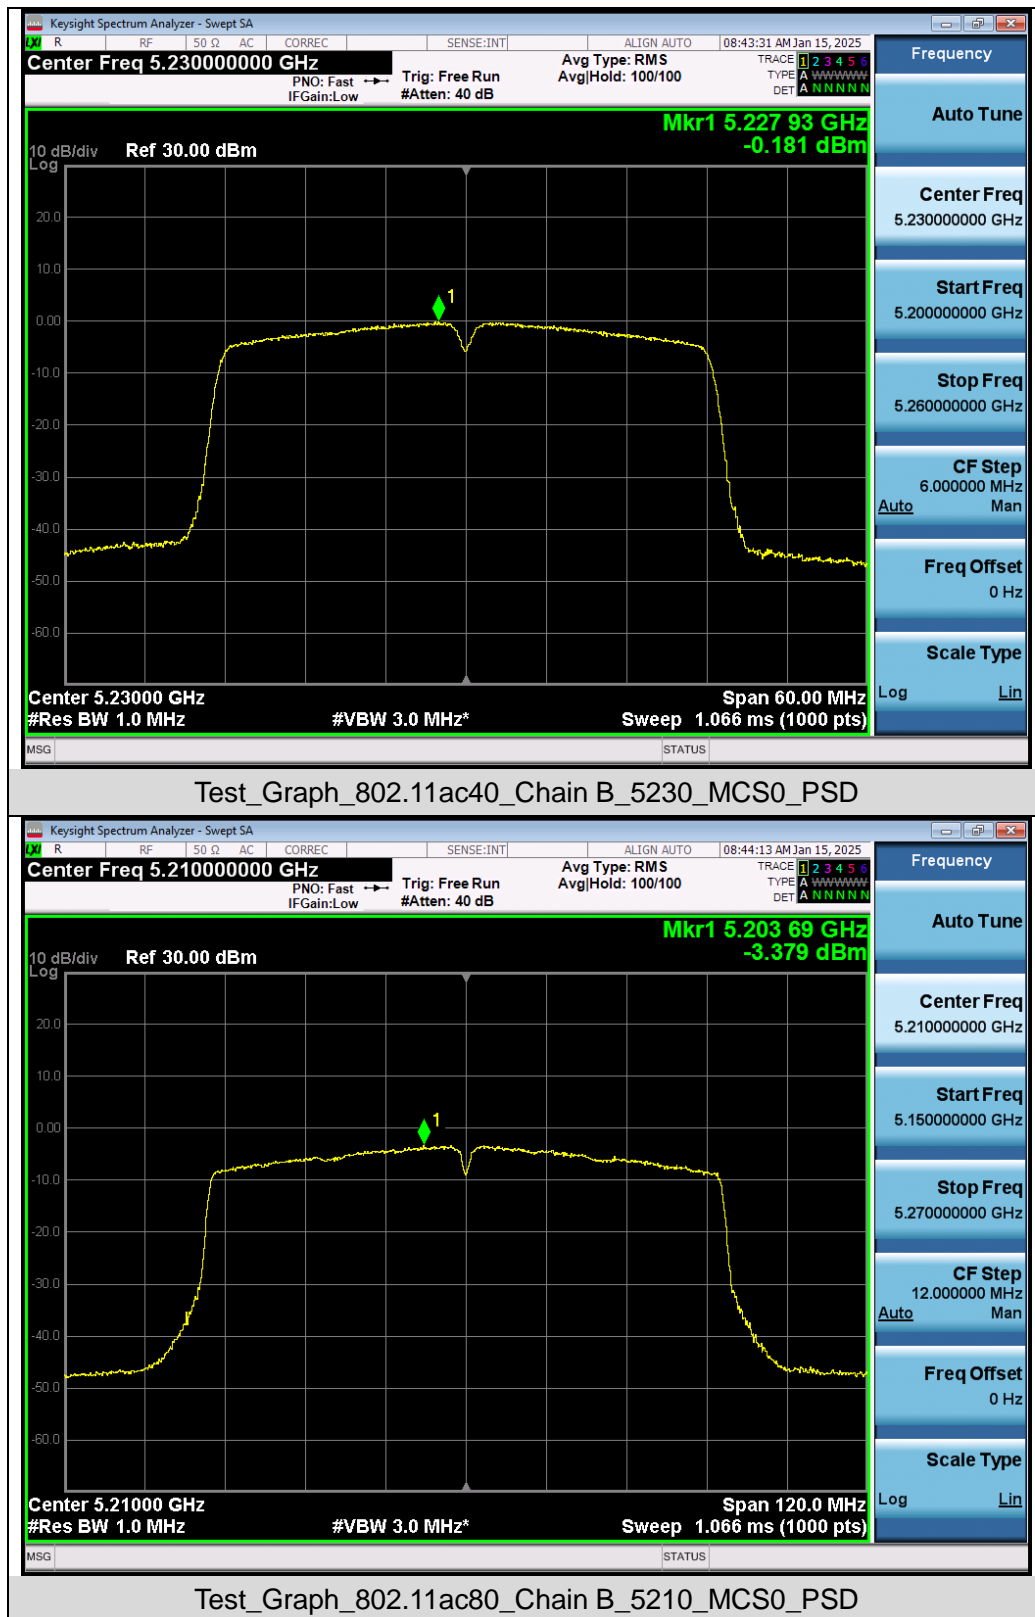 Keysight Spectrum Analyzer - Swept SA
LXI R RF 50 Ω AC CORREC SENSE:INT ALIGN AUTO 08:43:31 AM Jan 15, 2025
Center Freq 5.230000000 GHz
PNO: Fast
IFGain:Low
Trig: Free Run
#Atten: 40 dB
Avg Type: RMS
Avg|Hold: 100/100
TRACE 1 2 3 4 5 6
TYPE A WWWWW
DET A N N N N N
Mkr1 5.227 93 GHz
-0.181 dBm
10 dB/div Ref 30.00 dBm
Log
20.0
10.0
0.00
-10.0
-20.0
-30.0
-40.0
-50.0
-60.0
1
Center 5.23000 GHz Span 60.00 MHz
#Res BW 1.0 MHz #VBW 3.0 MHz* Sweep 1.066 ms (1000 pts)
MSG STATUS
Frequency
Auto Tune
Center Freq
5.230000000 GHz
Start Freq
5.200000000 GHz
Stop Freq
5.260000000 GHz
CF Step
6.000000 MHz
Auto Man
Freq Offset
0 Hz
Scale Type
Log Lin
Test_Graph_802.11ac40_Chain B_5230_MCS0_PSD
Keysight Spectrum Analyzer - Swept SA
LXI R RF 50 Ω AC CORREC SENSE:INT ALIGN AUTO 08:44:13 AM Jan 15, 2025
Center Freq 5.210000000 GHz
PNO: Fast
IFGain:Low
Trig: Free Run
#Atten: 40 dB
Avg Type: RMS
Avg|Hold: 100/100
TRACE 1 2 3 4 5 6
TYPE A WWWWW
DET A N N N N N
Mkr1 5.203 69 GHz
-3.379 dBm
10 dB/div Ref 30.00 dBm
Log
20.0
10.0
0.00
-10.0
-20.0
-30.0
-40.0
-50.0
-60.0
1
Center 5.21000 GHz Span 120.0 MHz
#Res BW 1.0 MHz #VBW 3.0 MHz* Sweep 1.066 ms (1000 pts)
MSG STATUS
Frequency
Auto Tune
Center Freq
5.210000000 GHz
Start Freq
5.150000000 GHz
Stop Freq
5.270000000 GHz
CF Step
12.000000 MHz
Auto Man
Freq Offset
0 Hz
Scale Type
Log Lin
Test_Graph_802.11ac80_Chain B_5210_MCS0_PSD